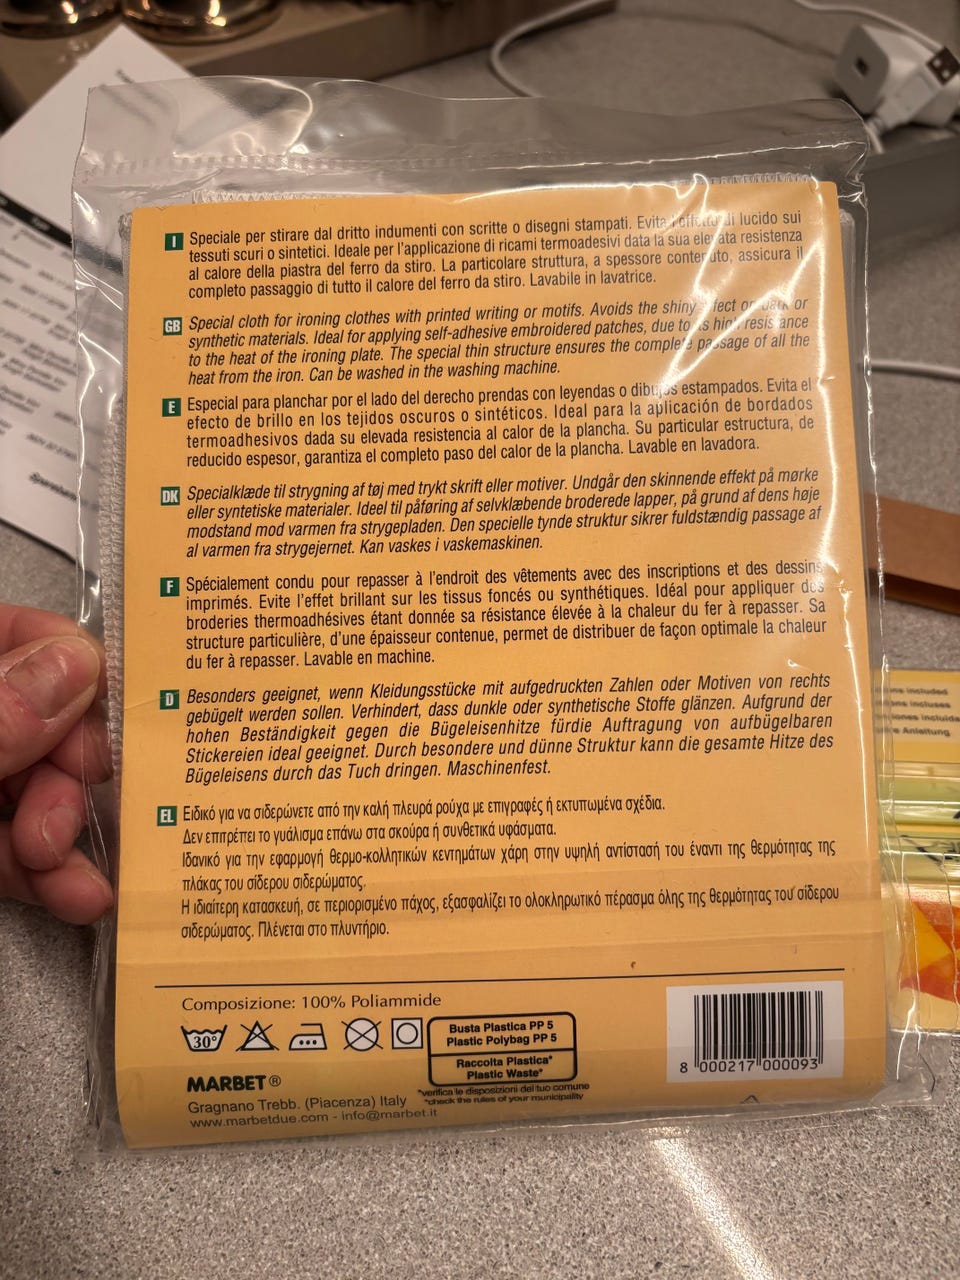 I Speciale per stirare dal dritto indumenti con scritte o disegni stampati. Evita l'effetto di lucido sui
tessuti scuri o sintetici. Ideale per l'applicazione di ricami termoadesivi data la sua elevata resistenza
al calore della piastra del ferro da stiro. La particolare struttura, a spessore contenuto, assicura il
completo passaggio di tutto il calore del ferro da stiro. Lavabile in lavatrice.
GB Special cloth for ironing clothes with printed writing or motifs. Avoids the shiny effect on dark or
synthetic materials. Ideal for applying self-adhesive embroidered patches, due to its high resistance
to the heat of the ironing plate. The special thin structure ensures the complete passage of all the
heat from the iron. Can be washed in the washing machine.
E Especial para planchar por el lado del derecho prendas con leyendas o dibujos estampados. Evita el
efecto de brillo en los tejidos oscuros o sintéticos. Ideal para la aplicación de bordados
termoadhesivos dada su elevada resistencia al calor de la plancha. Su particular estructura, de
reducido espesor, garantiza el completo paso del calor de la plancha. Lavable en lavadora.
DK Specialklæde til strygning af tøj med trykt skrift eller motiver. Undgår den skinnende effekt på mørke
eller syntetiske materialer. Ideel til påføring af selvklæbende broderede lapper, på grund af dens høje
modstand mod varmen fra strygepladen. Den specielle tynde struktur sikrer fuldstændig passage af
al varmen fra strygejernet. Kan vaskes i vaskemaskinen.
F Spécialement condu pour repasser à l'endroit des vêtements avec des inscriptions et des dessins
imprimés. Evite l'effet brillant sur les tissus foncés ou synthétiques. Idéal pour appliquer des
broderies thermoadhésives étant donnée sa résistance élevée à la chaleur du fer à repasser. Sa
structure particulière, d'une épaisseur contenue, permet de distribuer de façon optimale la chaleur
du fer à repasser. Lavable en machine.
D Besonders geeignet, wenn Kleidungsstücke mit aufgedruckten Zahlen oder Motiven von rechts
gebügelt werden sollen. Verhindert, dass dunkle oder synthetische Stoffe glänzen. Aufgrund der
hohen Beständigkeit gegen die Bügeleisenhitze fürdie Auftragung von aufbügelbaren
Stickereien ideal geeignet. Durch besondere und dünne Struktur kann die gesamte Hitze des
Bügeleisens durch das Tuch dringen. Maschinenfest.
EL Ειδικό για να σιδερώνετε από την καλή πλευρά ρούχα με επιγραφές ή εκτυπωμένα σχέδια.
Δεν επιτρέπει το γυάλισμα επάνω στα σκούρα ή συνθετικά υφάσματα.
Ιδανικό για την εφαρμογή θερμο-κολλητικών κεντημάτων χάρη στην υψηλή αντίστασή του έναντι της θερμότητας της
πλάκας του σίδερου σιδερώματος.
Η ιδιαίτερη κατασκευή, σε περιορισμένο πάχος, εξασφαλίζει το ολοκληρωτικό πέρασμα όλης της θερμότητας του σίδερου
σιδερώματος. Πλένεται στο πλυντήριο.
Composizione: 100% Poliammide
30°
Busta Plastica PP 5
Plastic Polybag PP 5
Raccolta Plastica*
Plastic Waste*
*verifica le disposizioni del tuo comune
*check the rules of your municipality
MARBET®
Gragnano Trebb. (Piacenza) Italy
www.marbetdue.com - info@marbet.it
8 000217 000093
included
incluses
Anleitung